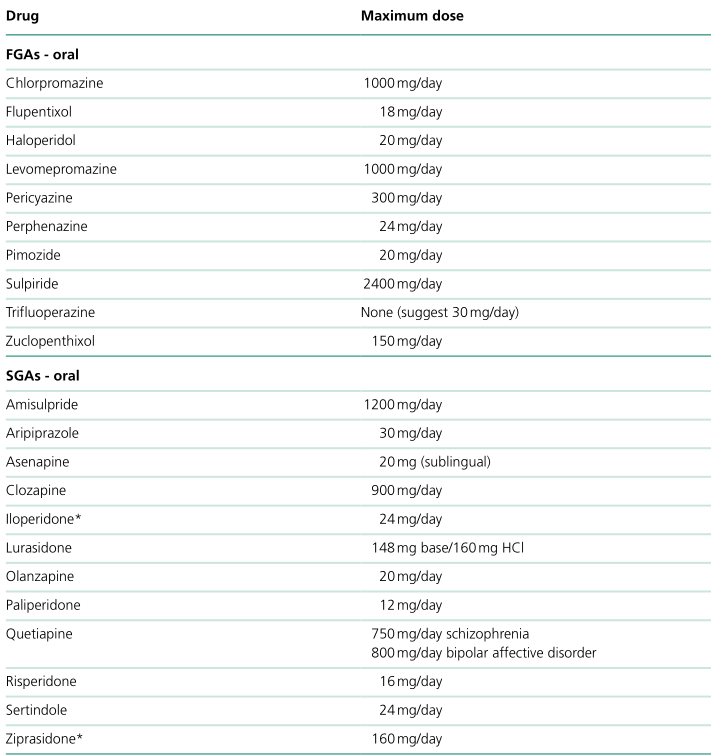 Drug Maximum dose
FGAs - oral
Chlorpromazine 1000 mg/day
Flupentixol 18 mg/day
Haloperidol 20 mg/day
Levomepromazine 1000 mg/day
Pericyazine 300 mg/day
Perphenazine 24 mg/day
Pimozide 20 mg/day
Sulpiride 2400 mg/day
Trifluoperazine None (suggest 30 mg/day)
Zuclopenthixol 150 mg/day
SGAs - oral
Amisulpride 1200 mg/day
Aripiprazole 30 mg/day
Asenapine 20 mg (sublingual)
Clozapine 900 mg/day
Iloperidone* 24 mg/day
Lurasidone 148 mg base/160 mg HCl
Olanzapine 20 mg/day
Paliperidone 12 mg/day
Quetiapine 750 mg/day schizophrenia
800 mg/day bipolar affective disorder
Risperidone 16 mg/day
Sertindole 24 mg/day
Ziprasidone* 160 mg/day